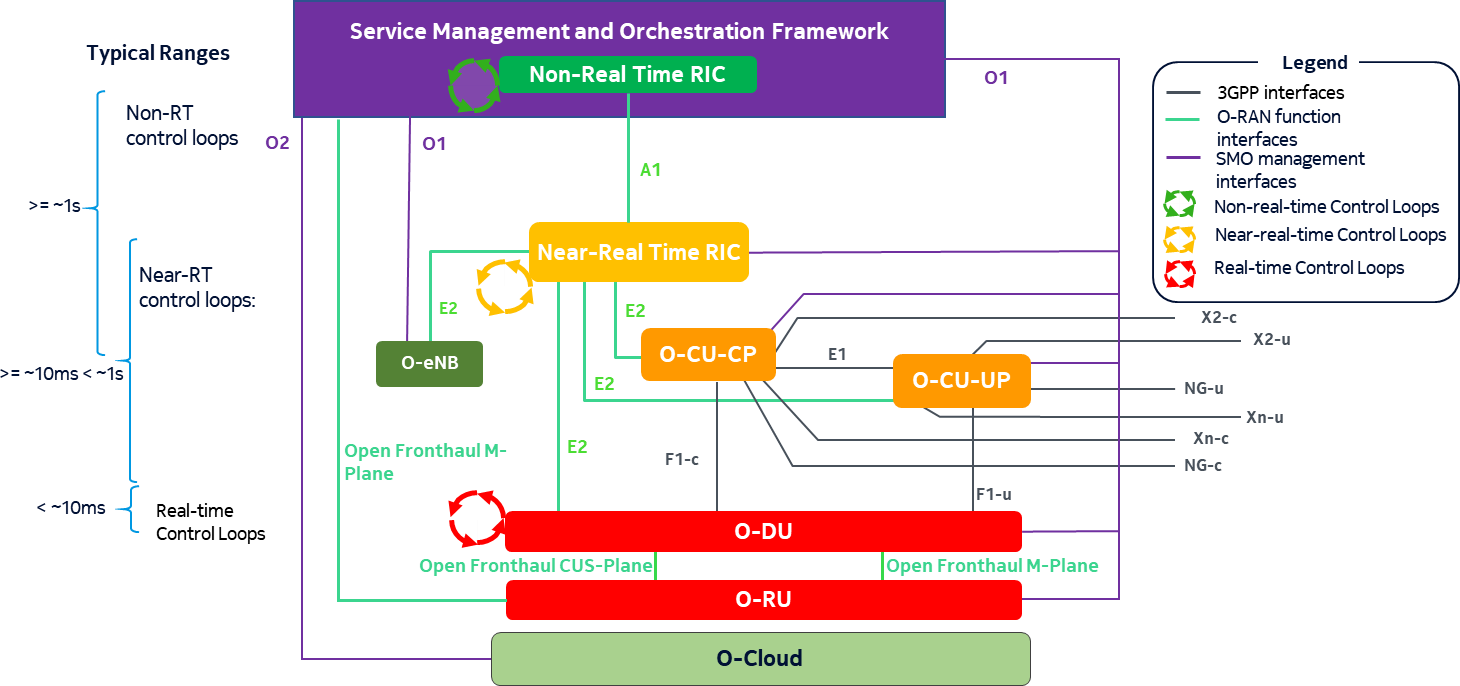 Service Management and Orchestration Framework
Non-Real Time RIC
Typical Ranges
Non-RT
control loops
>= ~1s
Near-RT
control loops:
>= ~10ms < ~1s
< ~10ms
Real-time
Control Loops
O2
O1
O1
A1
Near-Real Time RIC
E2
E2
E2
E2
O-eNB
O-CU-CP
E1
O-CU-UP
X2-c
X2-u
NG-u
Xn-u
Xn-c
NG-c
Open Fronthaul M-
Plane
F1-c
F1-u
O-DU
Open Fronthaul CUS-Plane
Open Fronthaul M-Plane
O-RU
O-Cloud
Legend
3GPP interfaces
O-RAN function
interfaces
SMO management
interfaces
Non-real-time Control Loops
Near-real-time Control Loops
Real-time Control Loops